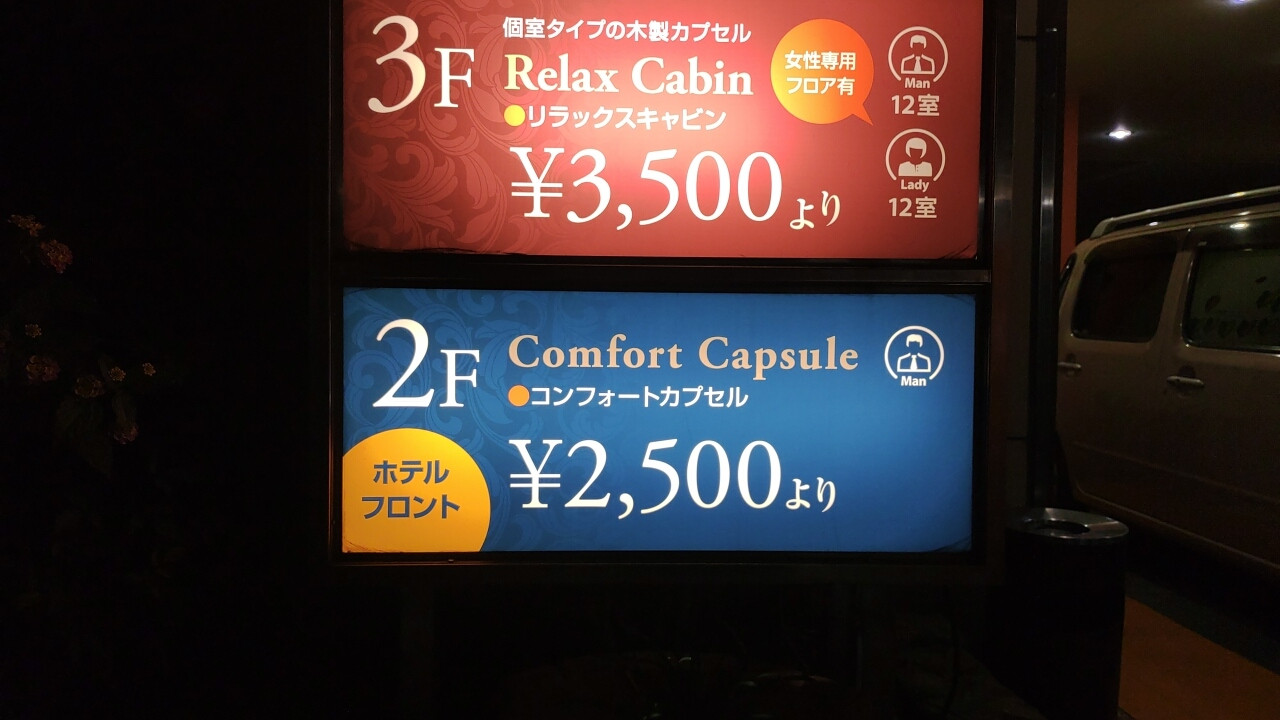 3F
個室タイプの木製カプセル
Relax Cabin
●リラックスキャビン
¥3,500より
女性専用
フロア有
Man
12室
Lady
12室
2F
Comfort Capsule
●コンフォートカプセル
¥2,500より
Man
ホテル
フロント